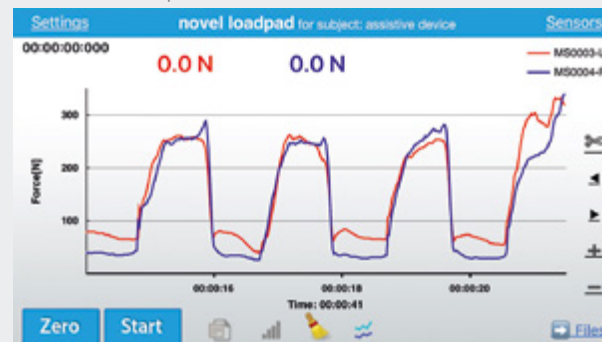 Settings novel loadpad for subject: assistive device Sensors
00:00:00:000
0.0 N 0.0 N
MS0003-L
MS0004-R
300
200
100
Force[N]
00:00:16 00:00:18 00:00:20
Time: 00:00:41
Zero Start Files